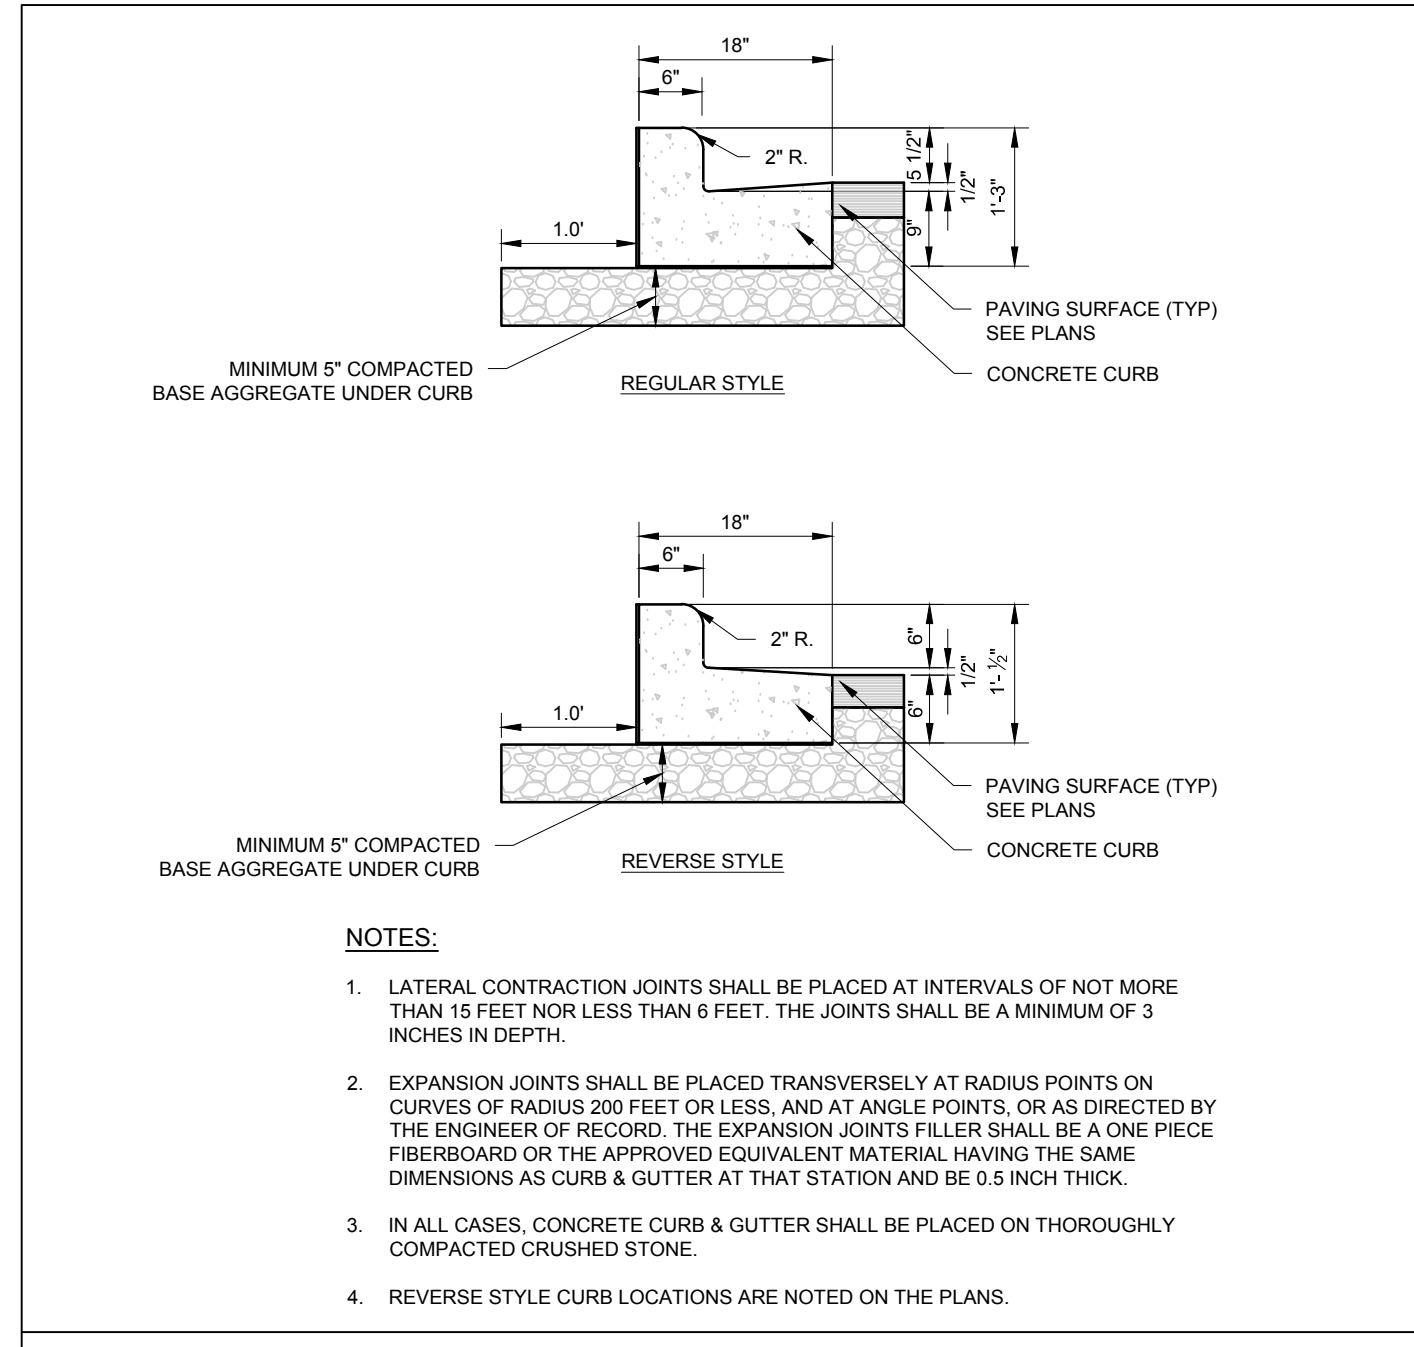 18"
6"
2" R.
5 1/2"
1/2"
1'-3"
9"
1.0'
PAVING SURFACE (TYP)
SEE PLANS
CONCRETE CURB
MINIMUM 5" COMPACTED
BASE AGGREGATE UNDER CURB
REGULAR STYLE
18"
6"
2" R.
6"
1/2"
1'-½"
6"
1.0'
PAVING SURFACE (TYP)
SEE PLANS
CONCRETE CURB
MINIMUM 5" COMPACTED
BASE AGGREGATE UNDER CURB
REVERSE STYLE
NOTES:
1. LATERAL CONTRACTION JOINTS SHALL BE PLACED AT INTERVALS OF NOT MORE
THAN 15 FEET NOR LESS THAN 6 FEET. THE JOINTS SHALL BE A MINIMUM OF 3
INCHES IN DEPTH.
2. EXPANSION JOINTS SHALL BE PLACED TRANSVERSELY AT RADIUS POINTS ON
CURVES OF RADIUS 200 FEET OR LESS, AND AT ANGLE POINTS, OR AS DIRECTED BY
THE ENGINEER OF RECORD. THE EXPANSION JOINTS FILLER SHALL BE A ONE PIECE
FIBERBOARD OR THE APPROVED EQUIVALENT MATERIAL HAVING THE SAME
DIMENSIONS AS CURB & GUTTER AT THAT STATION AND BE 0.5 INCH THICK.
3. IN ALL CASES, CONCRETE CURB & GUTTER SHALL BE PLACED ON THOROUGHLY
COMPACTED CRUSHED STONE.
4. REVERSE STYLE CURB LOCATIONS ARE NOTED ON THE PLANS.